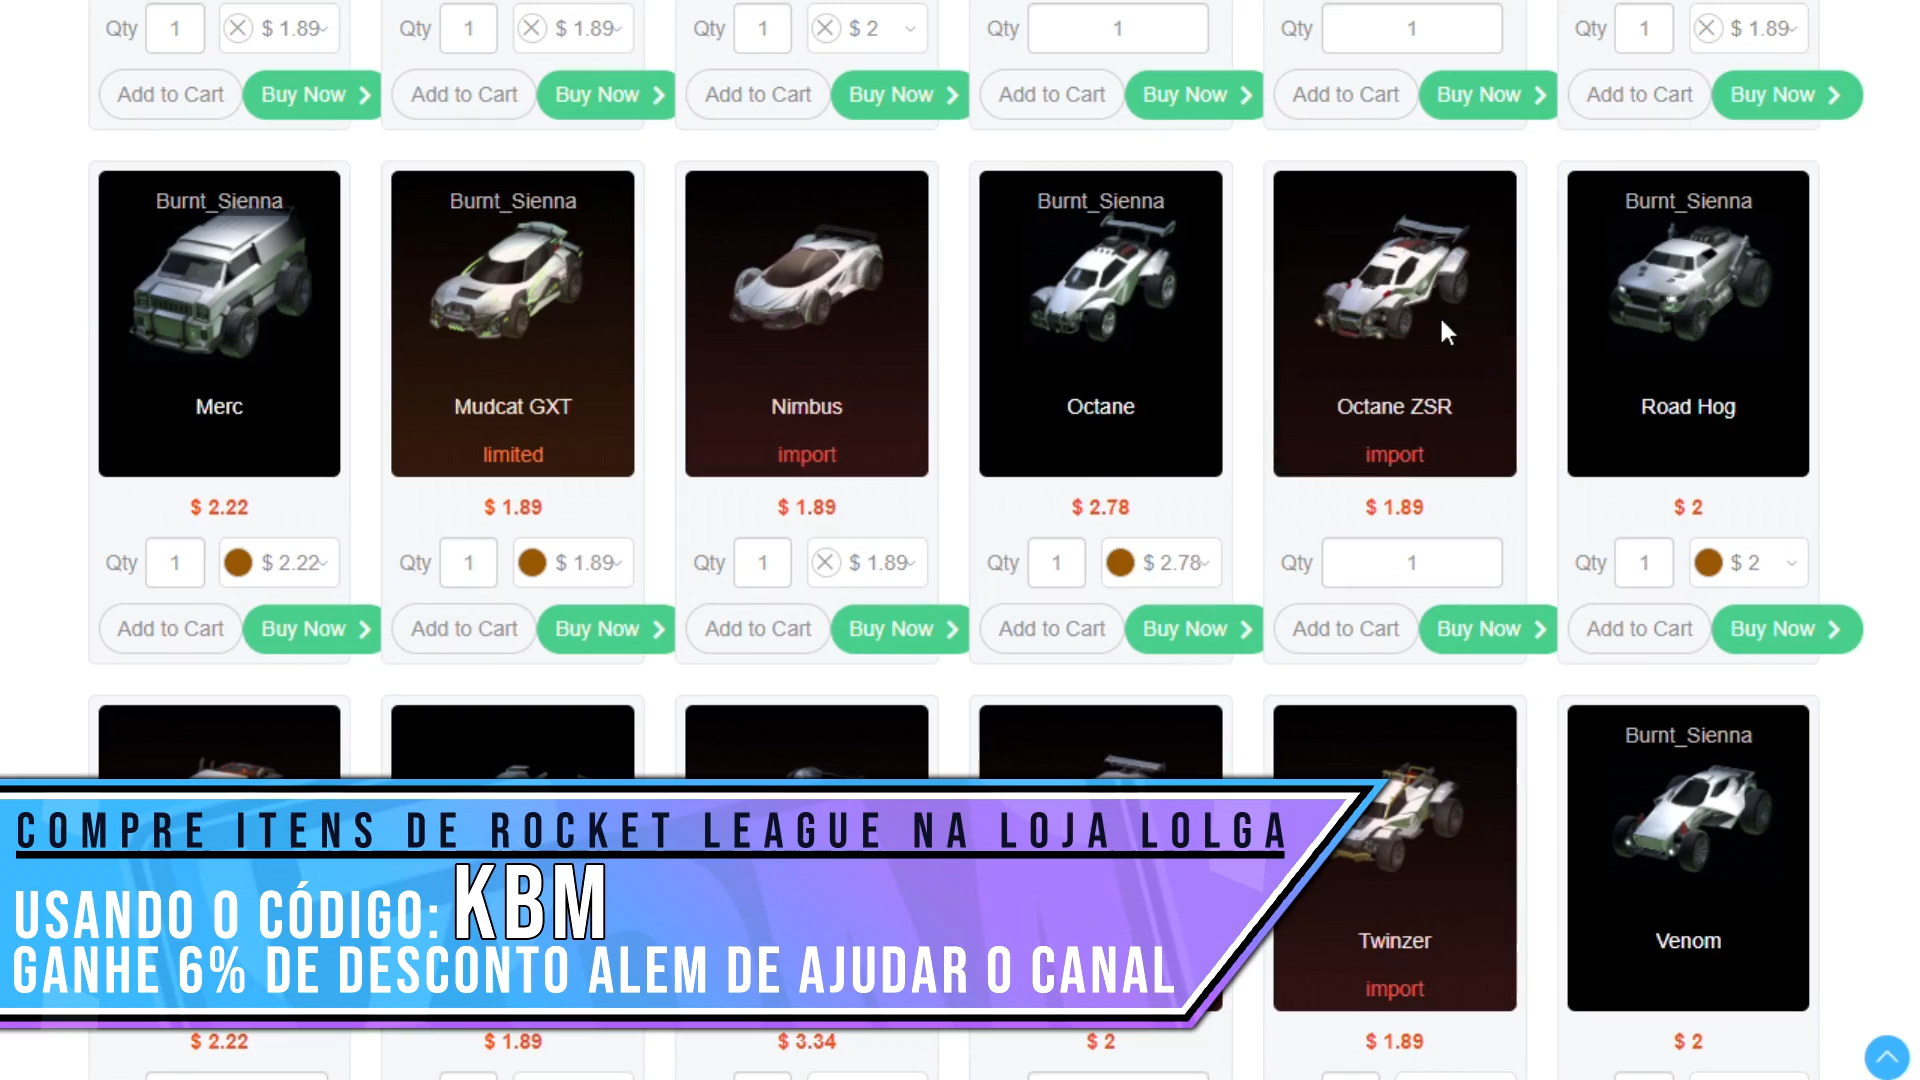 Qty 1 $ 1.89 Qty 1 $ 1.89 Qty 1 $ 2 Qty 1 Qty 1 Qty 1 $ 1.89
Add to Cart Buy Now Add to Cart Buy Now Add to Cart Buy Now Add to Cart Buy Now Add to Cart Buy Now Add to Cart Buy Now
Burnt_Sienna Burnt_Sienna Burnt_Sienna Burnt_Sienna
Merc Mudcat GXT Nimbus Octane Octane ZSR Road Hog
limited import import
$ 2.22 $ 1.89 $ 1.89 $ 2.78 $ 1.89 $ 2
Qty 1 $ 2.22 Qty 1 $ 1.89 Qty 1 $ 1.89 Qty 1 $ 2.78 Qty 1 Qty 1 $ 2
Add to Cart Buy Now Add to Cart Buy Now Add to Cart Buy Now Add to Cart Buy Now Add to Cart Buy Now Add to Cart Buy Now
Burnt_Sienna
COMPRE ITENS DE ROCKET LEAGUE NA LOJA LOLGA
USANDO O CÓDIGO: KBM
GANHE 6% DE DESCONTO ALEM DE AJUDAR O CANAL
Twinzer Venom
import
$ 2.22 $ 1.89 $ 3.34 $ 2 $ 1.89 $ 2